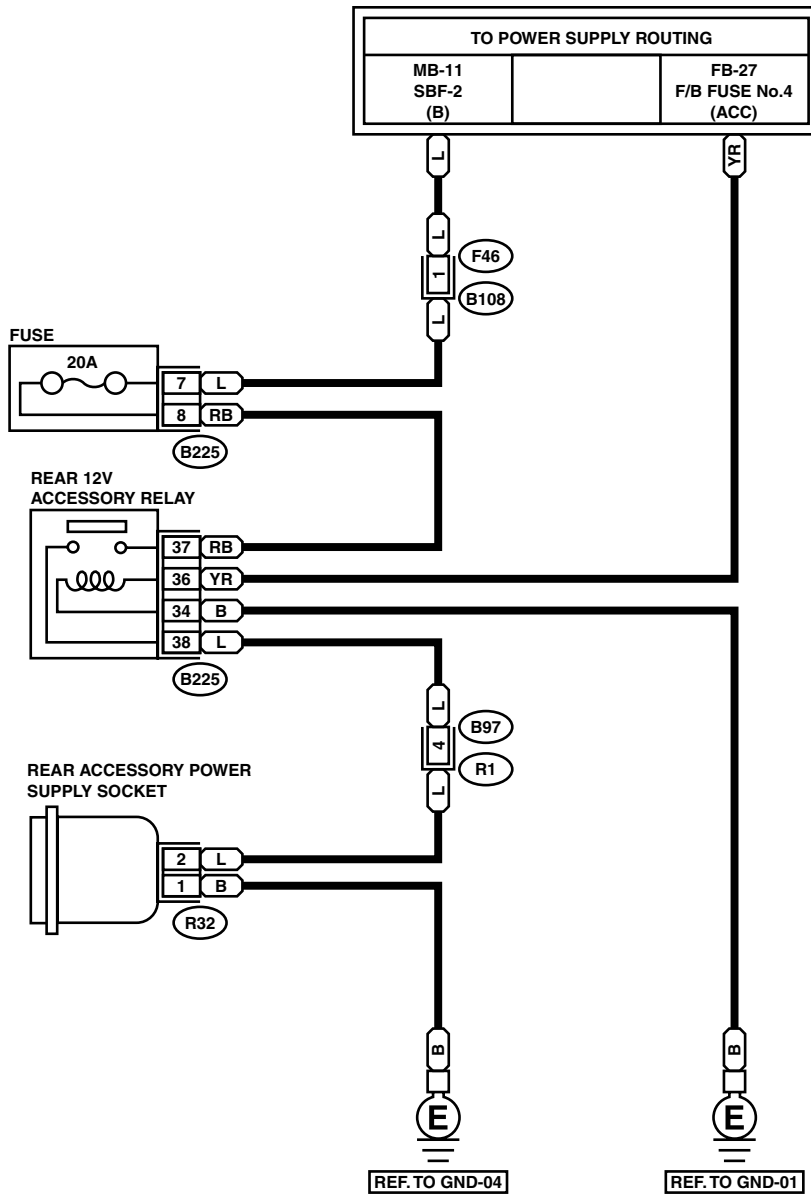 TO POWER SUPPLY ROUTING
MB-11
SBF-2
(B)
FB-27
F/B FUSE No.4
(ACC)
L
YR
L
1
F46
B108
L
FUSE
20A
7 L
8 RB
B225
REAR 12V
ACCESSORY RELAY
37 RB
36 YR
34 B
38 L
B225
L
4
B97
R1
L
REAR ACCESSORY POWER
SUPPLY SOCKET
2 L
1 B
R32
B
B
E
E
REF. TO GND-04
REF. TO GND-01